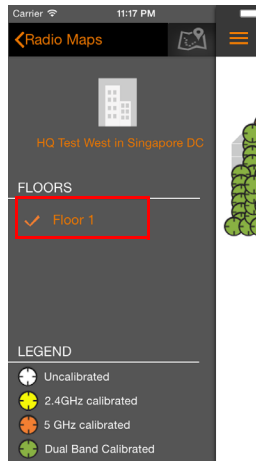 Carrier 11:17 PM
Radio Maps
HQ Test West in Singapore DC
FLOORS
Floor 1
LEGEND
Uncalibrated
2.4GHz calibrated
5 GHz calibrated
Dual Band Calibrated